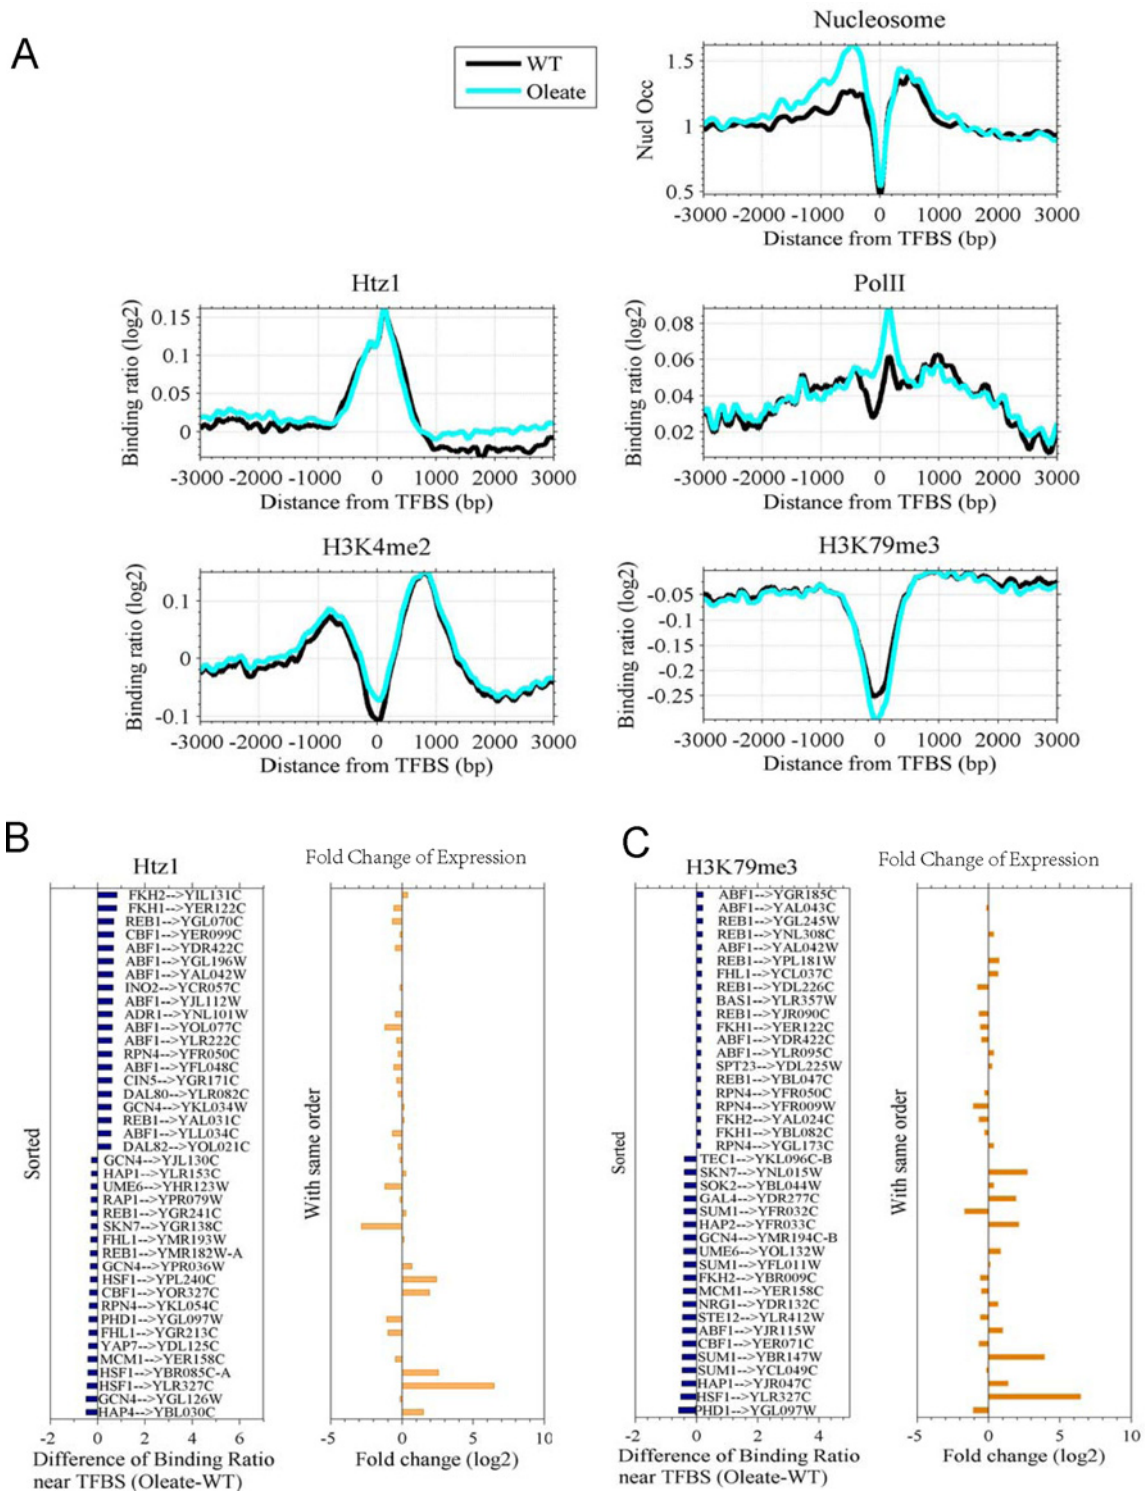 A
WT
Oleate
Nucleosome
Nucl Occ
1.5
1
0.5
-3000 -2000 -1000 0 1000 2000 3000
Distance from TFBS (bp)
Htz1
Binding ratio (log2)
0.15
0.1
0.05
0
-3000 -2000 -1000 0 1000 2000 3000
Distance from TFBS (bp)
PolII
Binding ratio (log2)
0.08
0.06
0.04
0.02
-3000 -2000 -1000 0 1000 2000 3000
Distance from TFBS (bp)
H3K4me2
Binding ratio (log2)
0.1
0
-0.1
-3000 -2000 -1000 0 1000 2000 3000
Distance from TFBS (bp)
H3K79me3
Binding ratio (log2)
-0.05
-0.1
-0.15
-0.2
-0.25
-3000 -2000 -1000 0 1000 2000 3000
Distance from TFBS (bp)
B
Htz1
Sorted
FKH2-->YIL131C
FKH1-->YER122C
REB1-->YGL070C
CBF1-->YER099C
ABF1-->YDR422C
ABF1-->YGL196W
ABF1-->YAL042W
INO2-->YCR057C
ABF1-->YJL112W
ADR1-->YNL101W
ABF1-->YOL077C
ABF1-->YLR222C
RPN4-->YFR050C
ABF1-->YFL048C
CIN5-->YGR171C
DAL80-->YLR082C
GCN4-->YKL034W
REB1-->YAL031C
ABF1-->YLL034C
DAL82-->YOL021C
GCN4-->YJL130C
HAP1-->YLR153C
UME6-->YHR123W
RAP1-->YPR079W
REB1-->YGR241C
SKN7-->YGR138C
FHL1-->YMR193W
REB1-->YMR182W-A
GCN4-->YPR036W
HSF1-->YPL240C
CBF1-->YOR327C
RPN4-->YKL054C
PHD1-->YGL097W
FHL1-->YGR213C
YAP7-->YDL125C
MCM1-->YER158C
HSF1-->YBR085C-A
HSF1-->YLR327C
GCN4-->YGL126W
HAP4-->YBL030C
-2 0 2 4 6
Difference of Binding Ratio
near TFBS (Oleate-WT)
Fold Change of Expression
With same order
-5 0 5 10
Fold change (log2)
C
H3K79me3
Sorted
ABF1-->YGR185C
ABF1-->YAL043C
REB1-->YGL245W
REB1-->YNL308C
ABF1-->YAL042W
REB1-->YPL181W
FHL1-->YCL037C
REB1-->YDL226C
BAS1-->YLR357W
REB1-->YJR090C
FKH1-->YER122C
ABF1-->YDR422C
ABF1-->YLR095C
SPT23-->YDL225W
REB1-->YBL047C
RPN4-->YFR050C
RPN4-->YFR009W
FKH2-->YAL024C
FKH1-->YBL082C
RPN4-->YGL173C
TEC1-->YKL096C-B
SKN7-->YNL015W
SOK2-->YBL044W
GAL4-->YDR277C
SUM1-->YFR032C
HAP2-->YFR033C
GCN4-->YMR194C-B
UME6-->YOL132W
SUM1-->YFL011W
FKH2-->YBR009C
MCM1-->YER158C
NRG1-->YDR132C
STE12-->YLR412W
ABF1-->YJR115W
CBF1-->YER071C
SUM1-->YBR147W
SUM1-->YCL049C
HAP1-->YJR047C
HSF1-->YLR327C
PHD1-->YGL097W
-2 0 2 4
Difference of Binding Ratio
near TFBS (Oleate-WT)
Fold Change of Expression
With same order
-5 0 5 10
Fold change (log2)